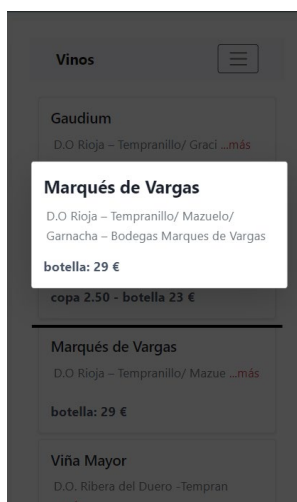 Vinos
Gaudium
D.O Rioja – Tempranillo/ Graci ...más
Marqués de Vargas
D.O Rioja – Tempranillo/ Mazuelo/
Garnacha – Bodegas Marques de Vargas
botella: 29 €
copa 2.50 - botella 23 €
Marqués de Vargas
D.O Rioja – Tempranillo/ Mazue ...más
botella: 29 €
Viña Mayor
D.O. Ribera del Duero -Tempran